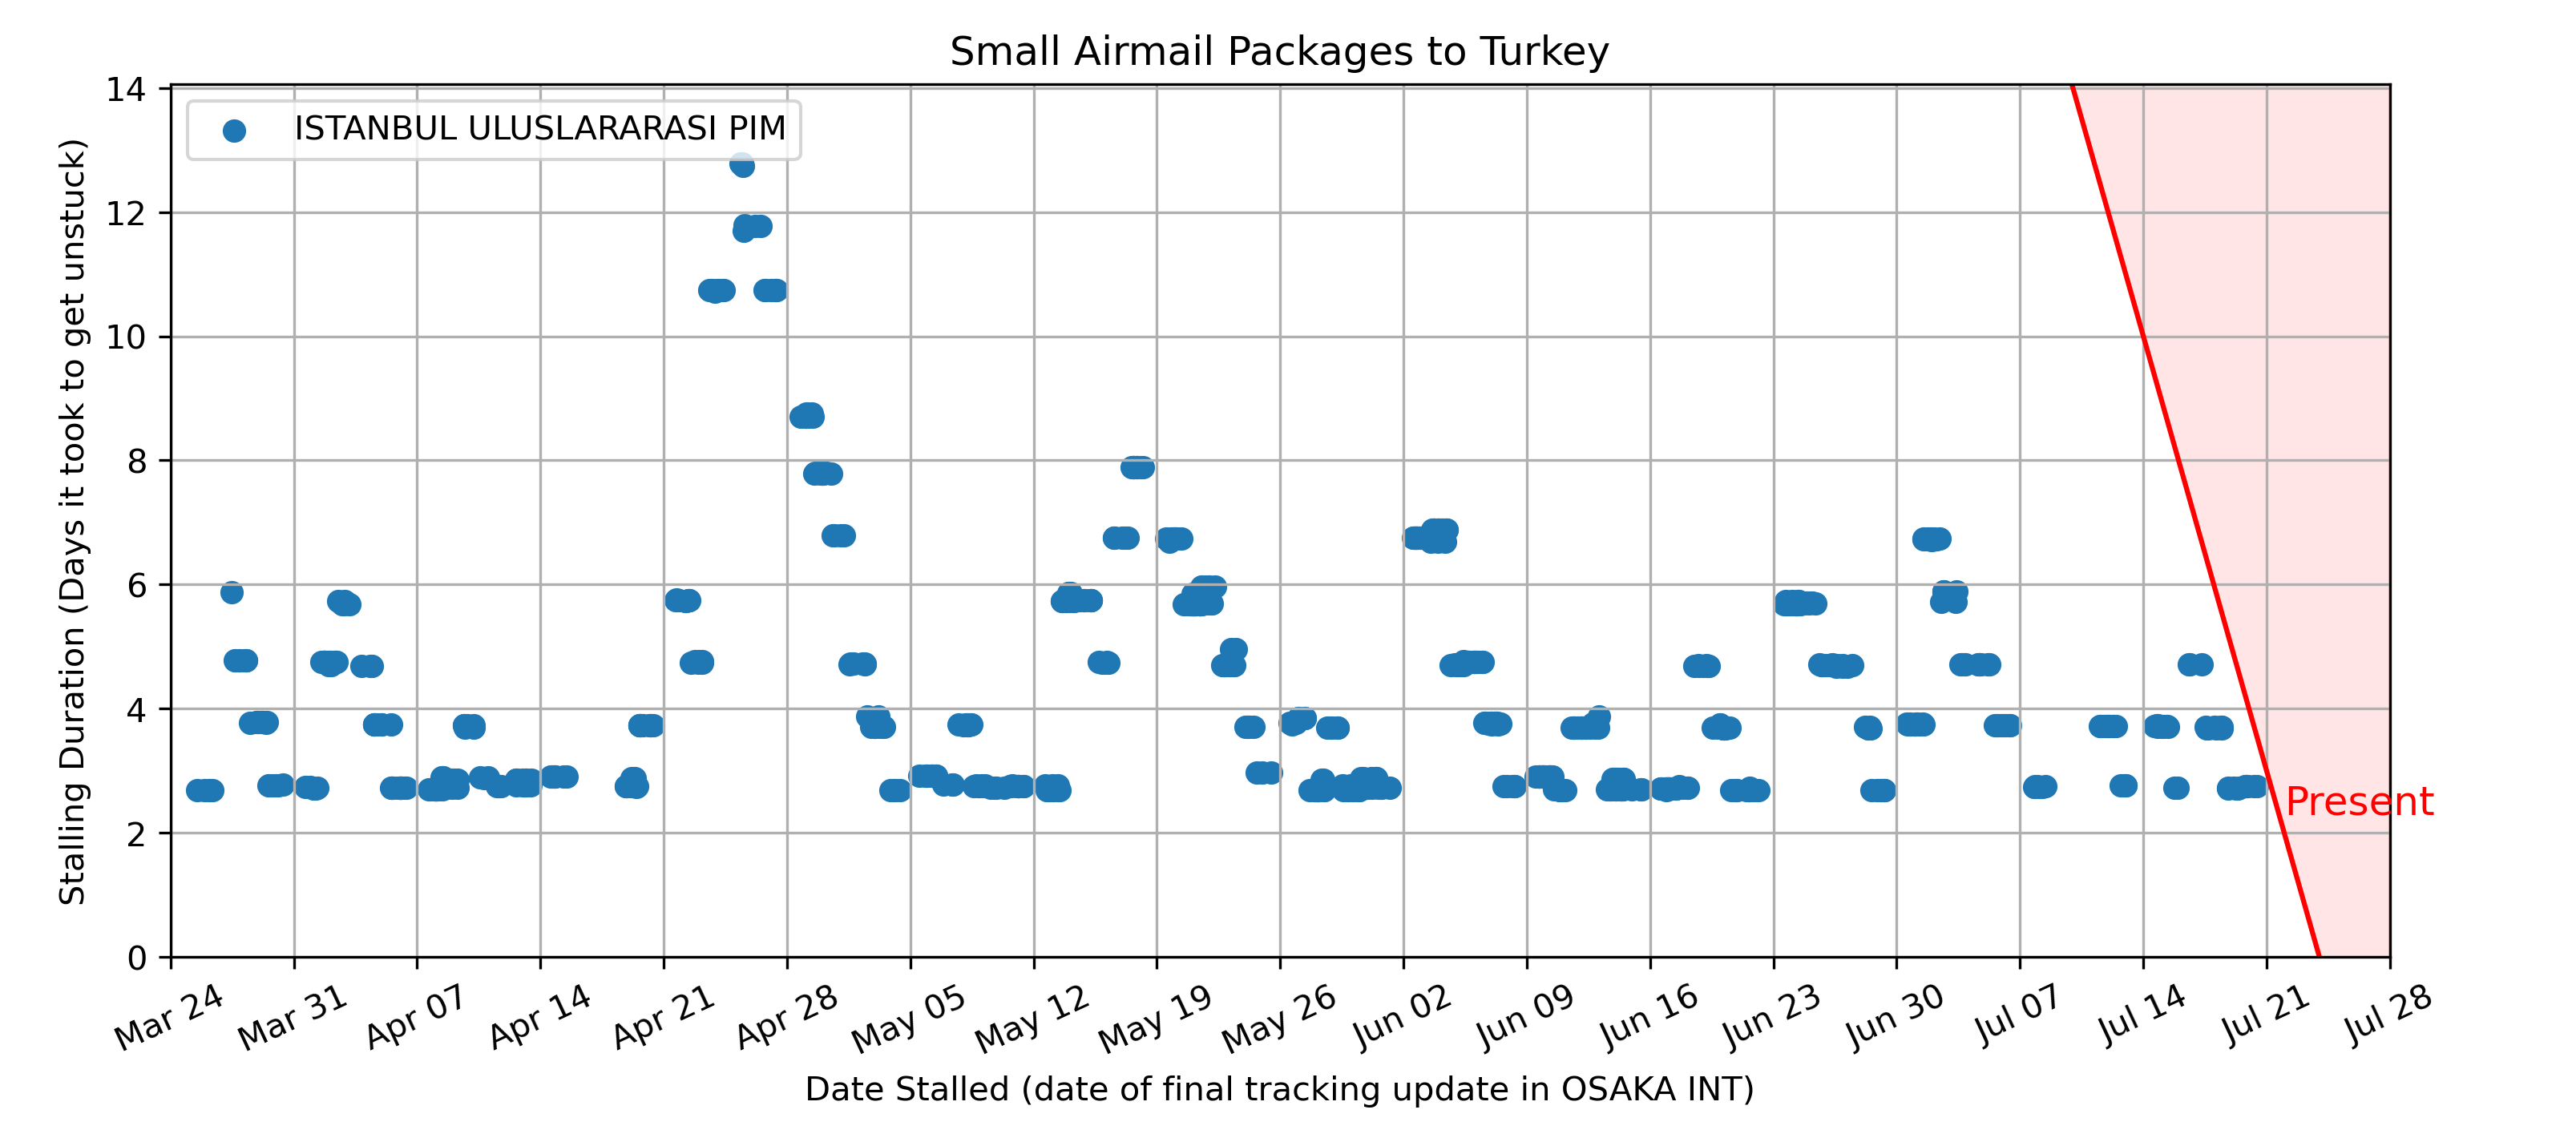 Small Airmail Packages to Turkey
ISTANBUL ULUSLARARASI PIM
Stalling Duration (Days it took to get unstuck)
14
12
10
8
6
4
2
0
Present
Mar 24
Mar 31
Apr 07
Apr 14
Apr 21
Apr 28
May 05
May 12
May 19
May 26
Jun 02
Jun 09
Jun 16
Jun 23
Jun 30
Jul 07
Jul 14
Jul 21
Jul 28
Date Stalled (date of final tracking update in OSAKA INT)